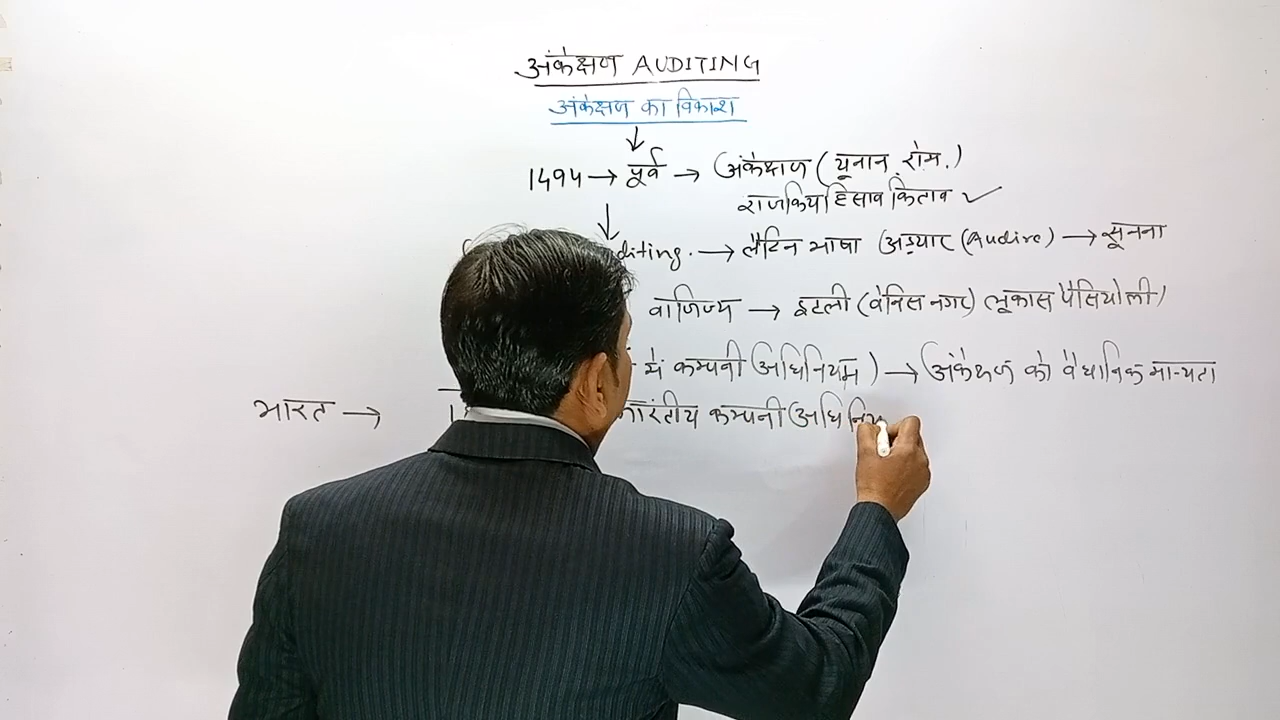 अंकेक्षण AUDITING
अंकेक्षण का विकाश
1494 → पूर्व → अंकेक्षण (यूनान, रोम.)
राजकिय हिसाव किताव ✓
diting. → लैटिन भाषा अड्यार (Audire) → सूनना
वाणिज्य → इटली (वेनिस नगर) लूकास पैसियोली)
मे कम्पनी अधिनियम) → अंकेक्षण को वैधानिक मान्यता
भारत → भारतीय कम्पनी अधिनिय